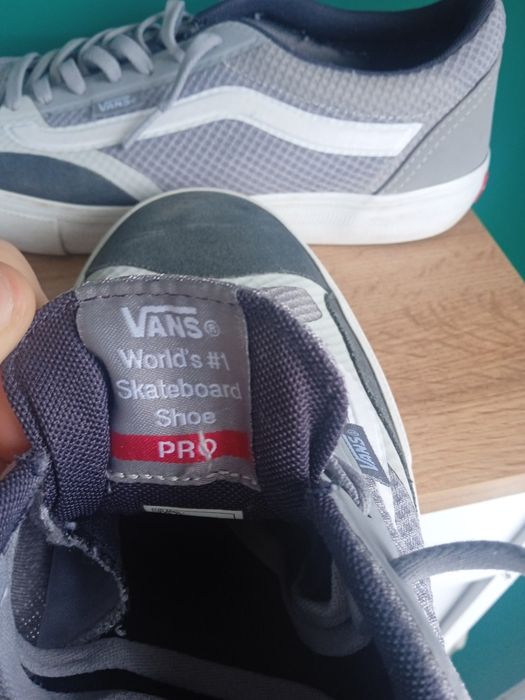 VANS
VANS®
World's #1
Skateboard
Shoe
PRO
VANS®